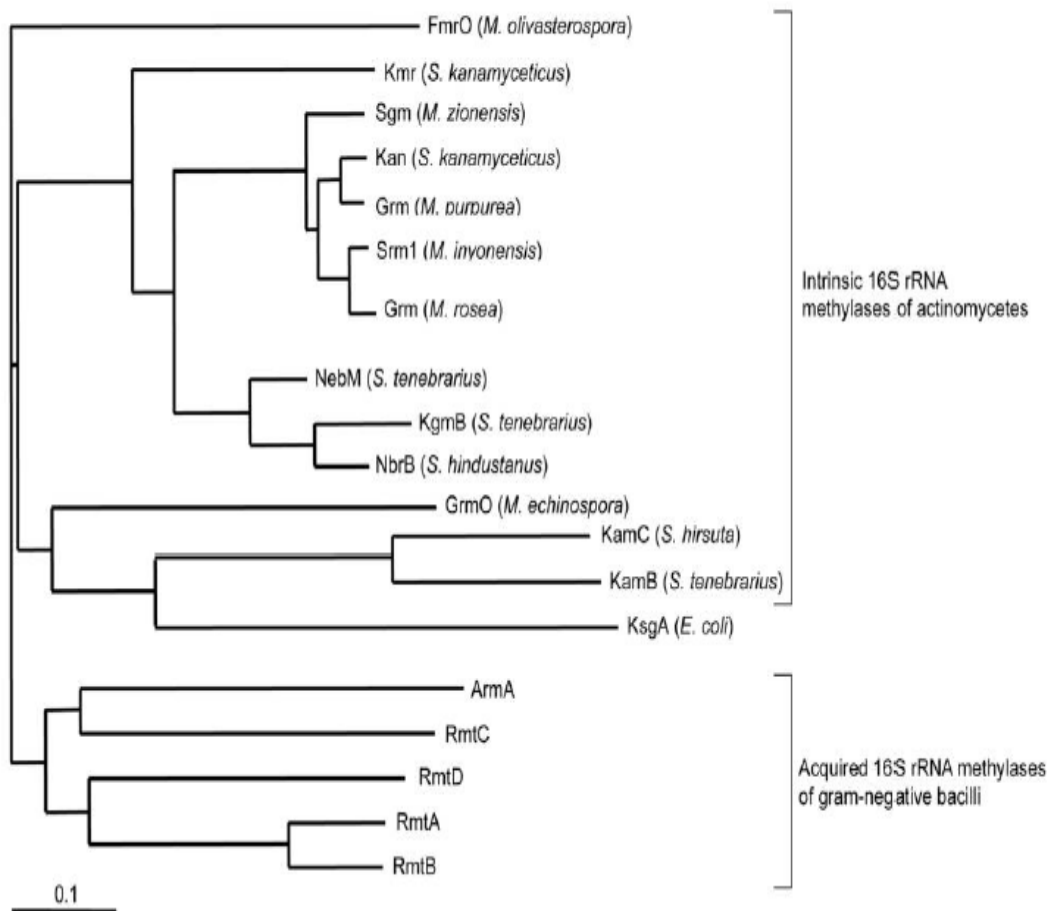 FmrO (M. olivasterospora)
Kmr (S. kanamyceticus)
Sgm (M. zionensis)
Kan (S. kanamyceticus)
Grm (M. purpurea)
Srm1 (M. inyonensis)
Grm (M. rosea)
NebM (S. tenebrarius)
KgmB (S. tenebrarius)
NbrB (S. hindustanus)
GrmO (M. echinospora)
KamC (S. hirsuta)
KamB (S. tenebrarius)
KsgA (E. coli)
Intrinsic 16S rRNA
methylases of actinomycetes
ArmA
RmtC
RmtD
RmtA
RmtB
Acquired 16S rRNA methylases
of gram-negative bacilli
0.1